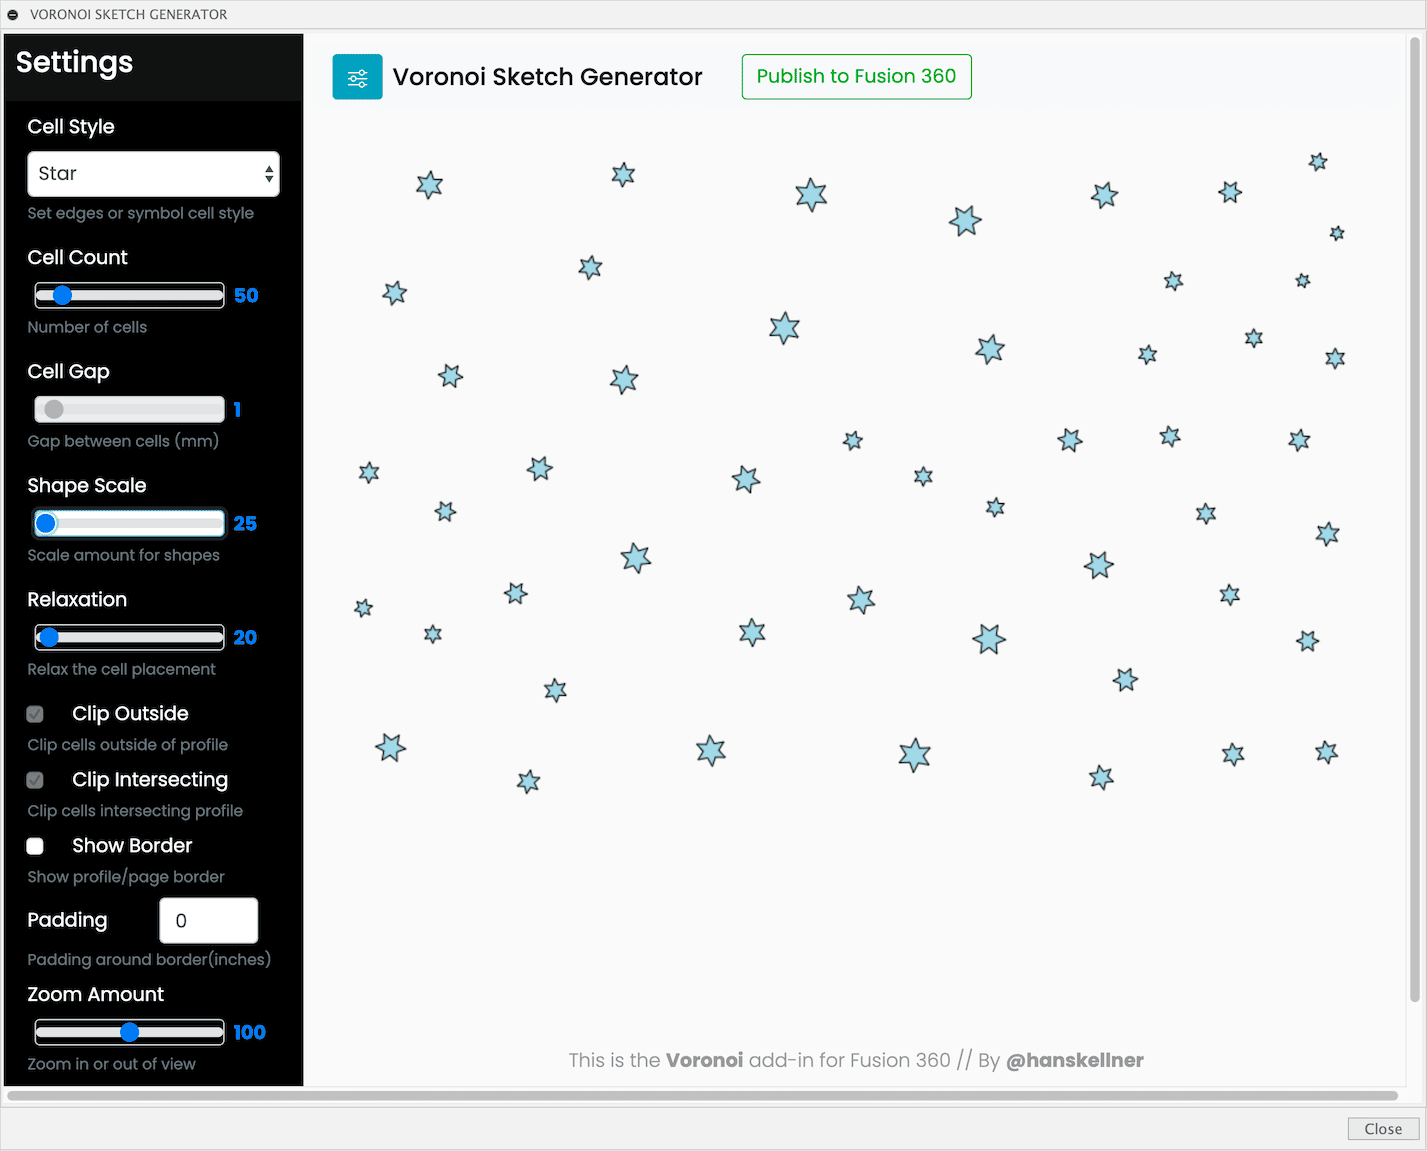 VORONOI SKETCH GENERATOR
Settings
Voronoi Sketch Generator
Publish to Fusion 360
Cell Style
Star
Set edges or symbol cell style
Cell Count
50
Number of cells
Cell Gap
1
Gap between cells (mm)
Shape Scale
25
Scale amount for shapes
Relaxation
20
Relax the cell placement
Clip Outside
Clip cells outside of profile
Clip Intersecting
Clip cells intersecting profile
Show Border
Show profile/page border
Padding
0
Padding around border(inches)
Zoom Amount
100
Zoom in or out of view
This is the Voronoi add-in for Fusion 360 // By @hanskellner
Close